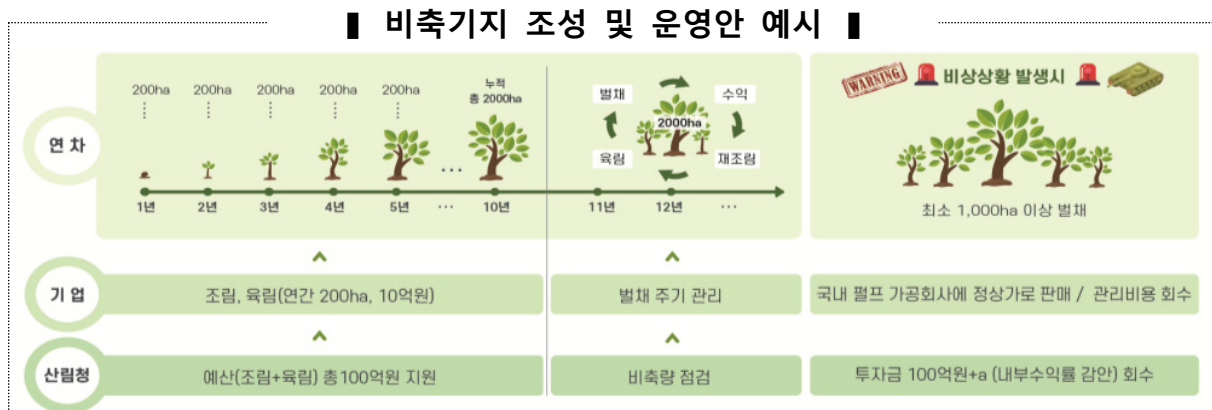 ▮ 비축기지 조성 및 운영안 예시 ▮
연 차
200ha 200ha 200ha 200ha 200ha
누적
총 2000ha
1년 2년 3년 4년 5년 ··· 10년
벌채 수익
2000ha
육림 재조림
11년 12년 ···
WARNING 비상상황 발생시
최소 1,000ha 이상 벌채
기 업
조림, 육림(연간 200ha, 10억원)
벌채 주기 관리
국내 펄프 가공회사에 정상가로 판매 / 관리비용 회수
산림청
예산(조림+육림) 총100억원 지원
비축량 점검
투자금 100억원+a (내부수익률 감안) 회수